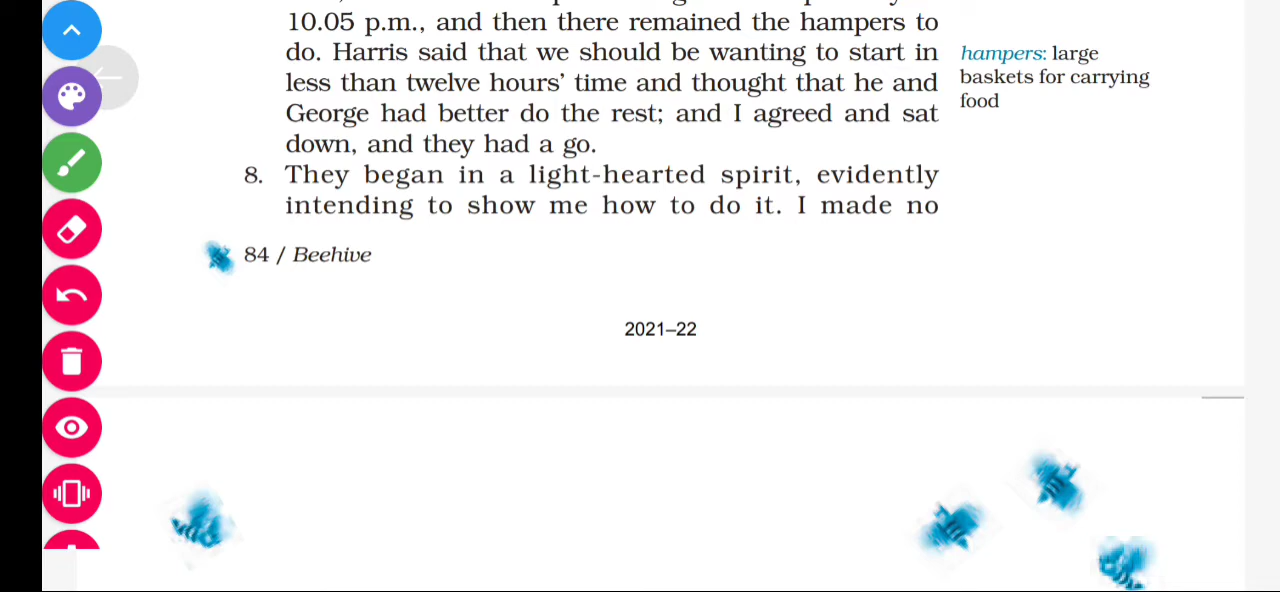 10.05 p.m., and then there remained the hampers to
do. Harris said that we should be wanting to start in
less than twelve hours’ time and thought that he and
George had better do the rest; and I agreed and sat
down, and they had a go.
hampers: large
baskets for carrying
food
8. They began in a light-hearted spirit, evidently
intending to show me how to do it. I made no
84 / Beehive
2021–22